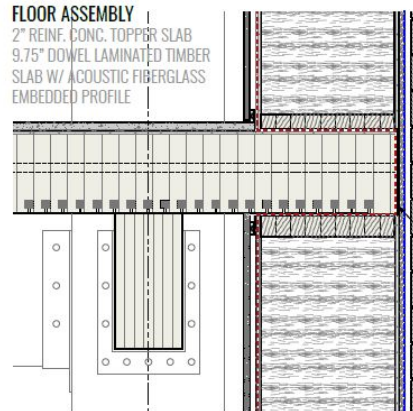 FLOOR ASSEMBLY
2" REINF. CONC. TOPPER SLAB
9.75" DOWEL LAMINATED TIMBER
SLAB W/ ACOUSTIC FIBERGLASS
EMBEDDED PROFILE